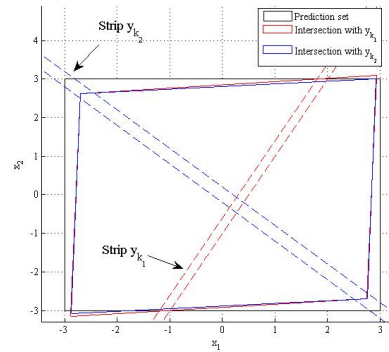 Strip y_{k_2}
Prediction set
Intersection with y_{k_1}
Intersection with y_{k_2}
4
3
2
1
0
-1
-2
-3
x_2
Strip y_{k_1}
-3 -2 -1 0 1 2 3
x_1